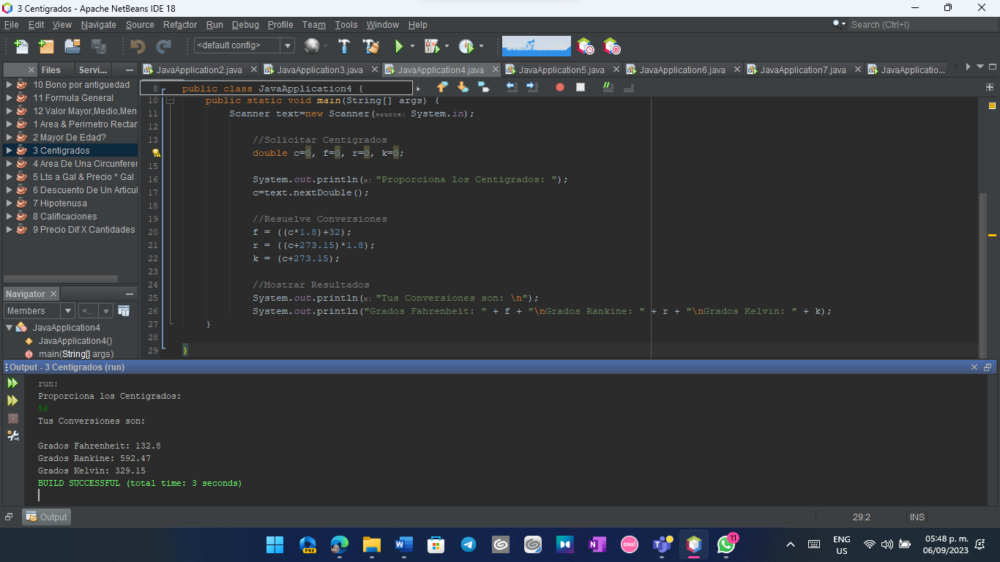 3 Centigrados - Apache NetBeans IDE 18
File Edit View Navigate Source Refactor Run Debug Profile Team Tools Window Help
Search (Ctrl+I)
<default config>
Files Servi...
JavaApplication2.java JavaApplication3.java JavaApplication4.java JavaApplication5.java JavaApplication6.java JavaApplication7.java JavaApplicatio...
10 Bono por antiguedad
11 Formula General
12 Valor Mayor,Medio,Men
1 Area & Perimetro Rectar
2 Mayor De Edad?
3 Centigrados
4 Area De Una Circunferer
5 Lts a Gal & Precio * Gal
6 Descuento De Un Articul
7 Hipotenusa
8 Calificaciones
9 Precio Dif X Cantidades
Navigator
Members <...
JavaApplication4
JavaApplication4()
main(String[] args)
8 public class JavaApplication4 {
10 public static void main(String[] args) {
11 Scanner text=new Scanner(source: System.in);
12
13 //Solicitar Centigrados
double c=0, f=0, r=0, k=0;
15
16 System.out.println(x: "Proporciona los Centigrados: ");
17 c=text.nextDouble();
18
19 //Resuelve Conversiones
20 f = ((c*1.8)+32);
21 r = ((c+273.15)*1.8);
22 k = (c+273.15);
23
24 //Mostrar Resultados
25 System.out.println(x: "Tus Conversiones son: \n");
26 System.out.println("Grados Fahrenheit: " + f + "\nGrados Rankine: " + r + "\nGrados Kelvin: " + k);
27 }
28
29 }
Output - 3 Centigrados (run)
run:
Proporciona los Centigrados:
56
Tus Conversiones son:
Grados Fahrenheit: 132.8
Grados Rankine: 592.47
Grados Kelvin: 329.15
BUILD SUCCESSFUL (total time: 3 seconds)
Output
29:2 INS
PRE
osu!
11
ENG
US
05:48 p. m.
06/09/2023